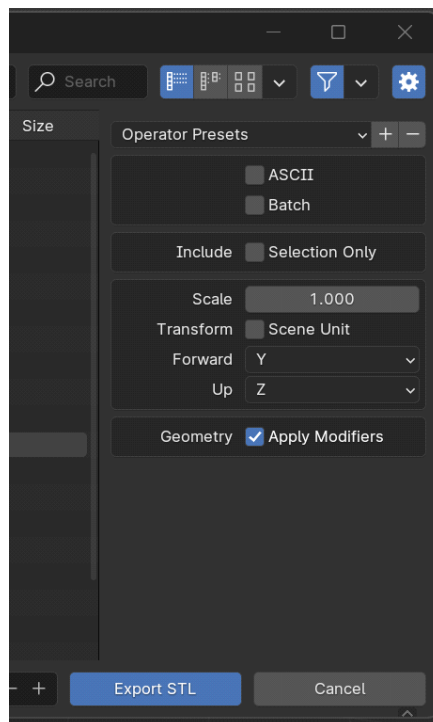 Search
Size
Operator Presets
ASCII
Batch
Include Selection Only
Scale 1.000
Transform Scene Unit
Forward Y
Up Z
Geometry Apply Modifiers
Export STL Cancel